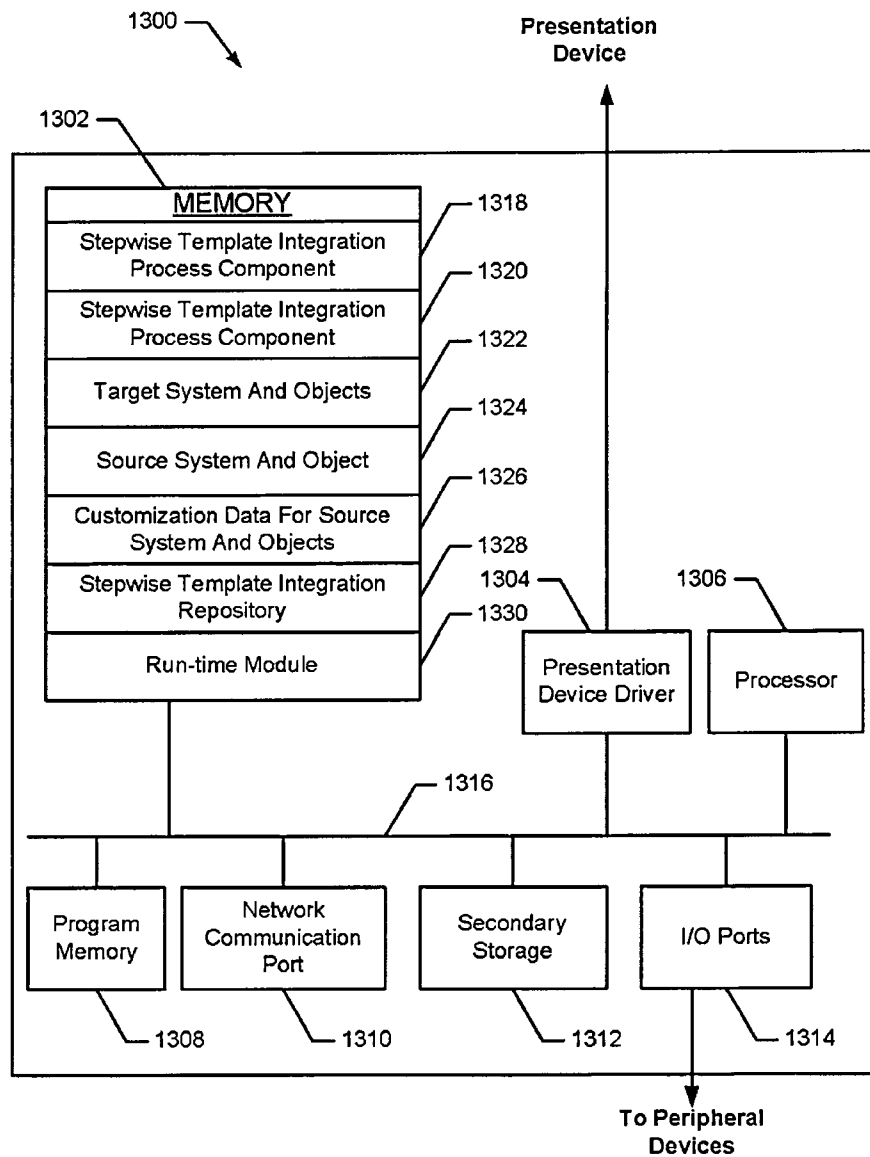 1300
Presentation
Device
1302
MEMORY
Stepwise Template Integration
Process Component
1318
Stepwise Template Integration
Process Component
1320
Target System And Objects
1322
Source System And Object
1324
Customization Data For Source
System And Objects
1326
Stepwise Template Integration
Repository
1328
Run-time Module
1330
1304
Presentation
Device Driver
1306
Processor
1316
Program
Memory
Network
Communication
Port
Secondary
Storage
I/O Ports
1308
1310
1312
1314
To Peripheral
Devices